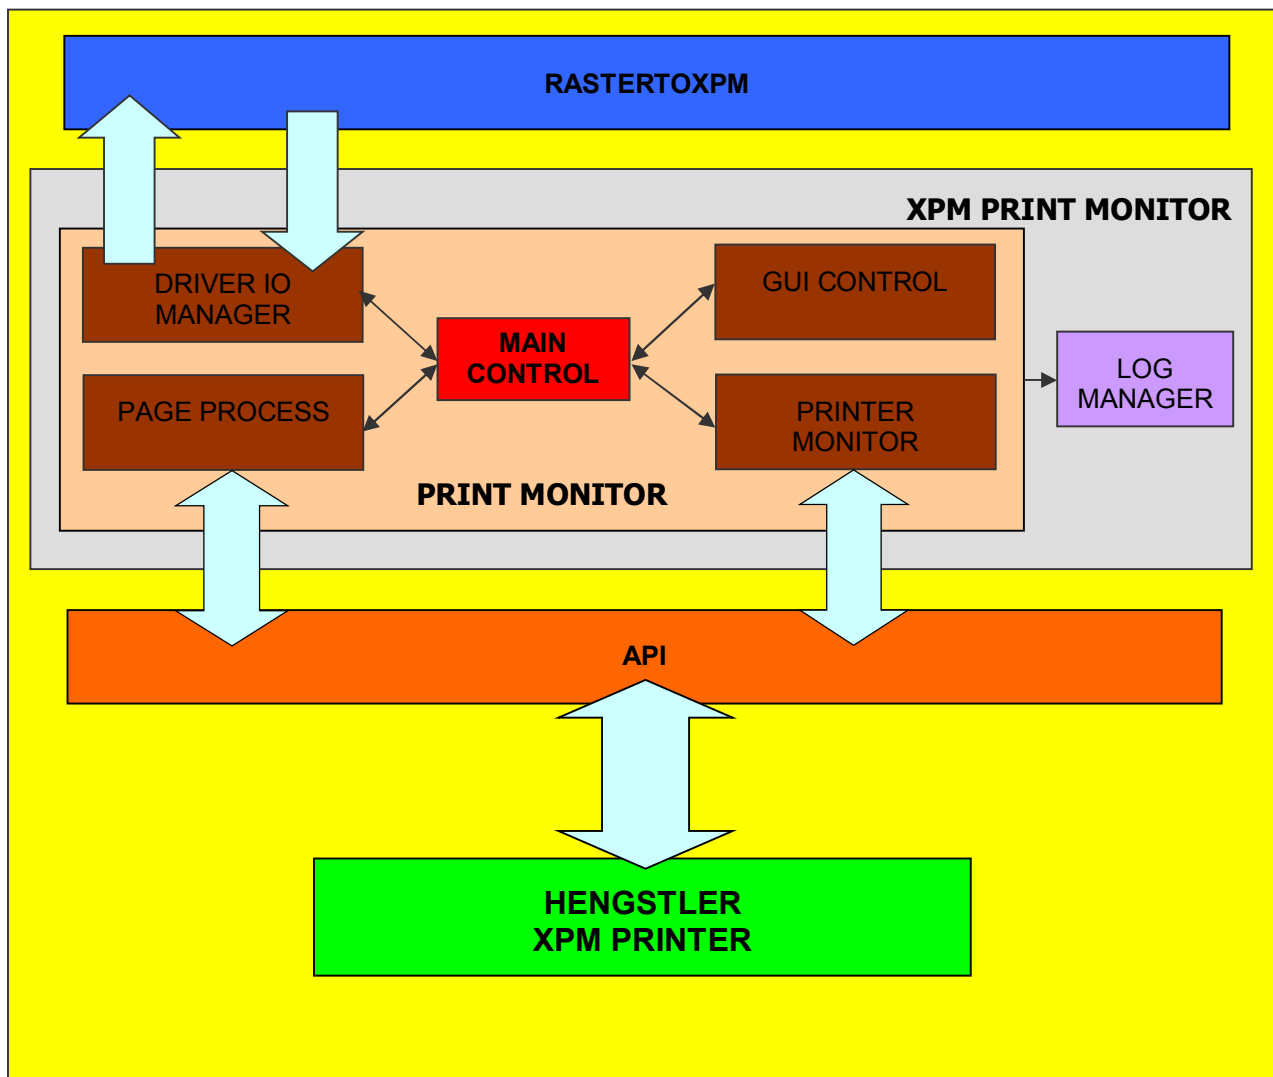 RASTERTOXPM
XPM PRINT MONITOR
DRIVER IO
MANAGER
GUI CONTROL
MAIN
CONTROL
LOG
MANAGER
PAGE PROCESS
PRINTER
MONITOR
PRINT MONITOR
API
HENGSTLER
XPM PRINTER